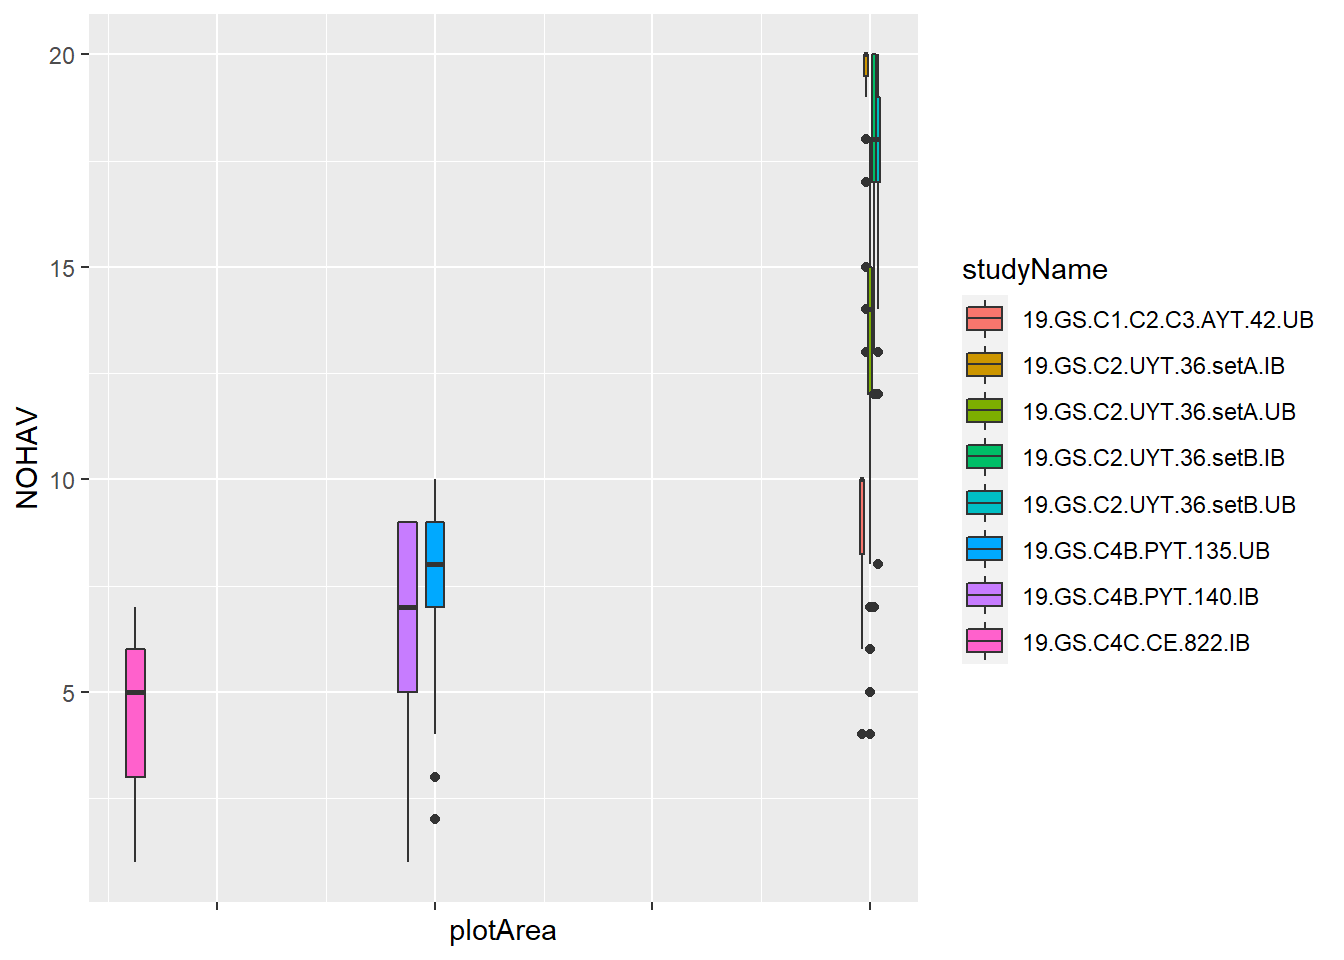 20
15
10
5
NOHAV
plotArea
studyName
19.GS.C1.C2.C3.AYT.42.UB
19.GS.C2.UYT.36.setA.IB
19.GS.C2.UYT.36.setA.UB
19.GS.C2.UYT.36.setB.IB
19.GS.C2.UYT.36.setB.UB
19.GS.C4B.PYT.135.UB
19.GS.C4B.PYT.140.IB
19.GS.C4C.CE.822.IB